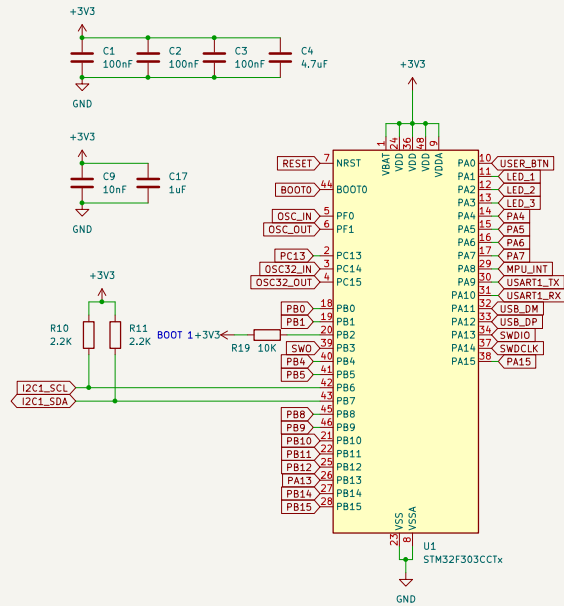 +3V3
C1
100nF
C2
100nF
C3
100nF
C4
4.7uF
GND
+3V3
C9
10nF
C17
1uF
GND
+3V3
R10
2.2K
R11
2.2K
BOOT 1
+3V3
R19 10K
I2C1_SCL
I2C1_SDA
+3V3
1 24 36 48 9
VBAT VDD VDD VDD VDDA
RESET 7 NRST
BOOT0 44 BOOT0
OSC_IN 5 PF0
OSC_OUT 6 PF1
PC13 2 PC13
OSC32_IN 3 PC14
OSC32_OUT 4 PC15
PB0 18 PB0
PB1 19 PB1
20 PB2
SWO 39 PB3
PB4 40 PB4
PB5 41 PB5
42 PB6
43 PB7
PB8 45 PB8
PB9 46 PB9
PB10 21 PB10
PB11 22 PB11
PB12 25 PB12
PA13 26 PB13
PB14 27 PB14
PB15 28 PB15
PA0 10 USER_BTN
PA1 11 LED_1
PA2 12 LED_2
PA3 13 LED_3
PA4 14 PA4
PA5 15 PA5
PA6 16 PA6
PA7 17 PA7
PA8 29 MPU_INT
PA9 30 USART1_TX
PA10 31 USART1_RX
PA11 32 USB_DM
PA12 33 USB_DP
PA13 34 SWDIO
PA14 37 SWDCLK
PA15 38 PA15
VSS VSSA
23 8
U1
STM32F303CCTx
GND